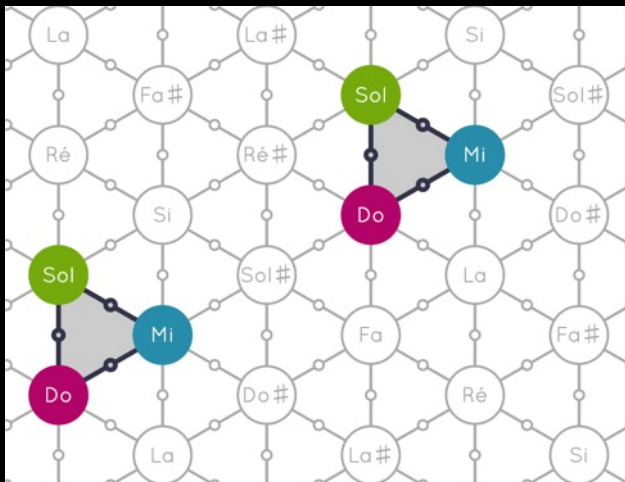 La
La♯
Si
Fa♯
Sol
Sol♯
Ré
Ré♯
Mi
Si
Do
Do♯
Sol
Sol♯
La
Mi
Fa
Fa♯
Do
Do♯
Ré
La
La♯
Si